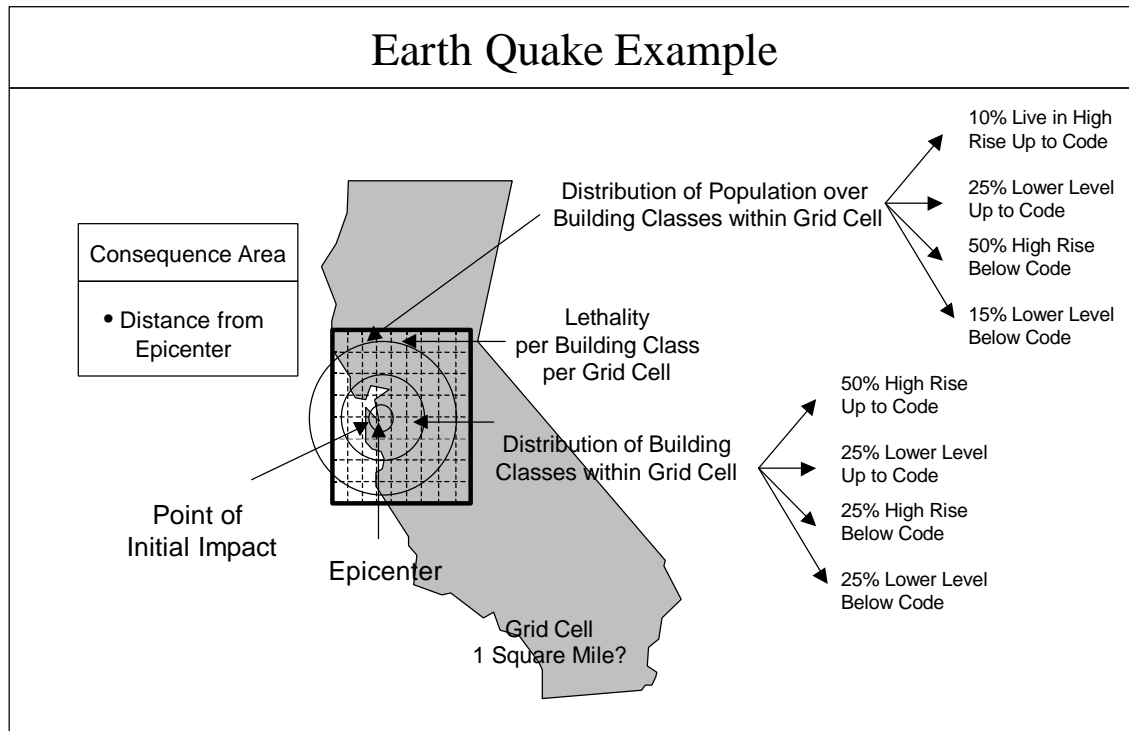 Earth Quake Example
10% Live in High
Rise Up to Code
Distribution of Population over
Building Classes within Grid Cell
25% Lower Level
Up to Code
50% High Rise
Below Code
15% Lower Level
Below Code
Consequence Area
• Distance from
Epicenter
Lethality
per Building Class
per Grid Cell
50% High Rise
Up to Code
Distribution of Building
Classes within Grid Cell
25% Lower Level
Up to Code
25% High Rise
Below Code
25% Lower Level
Below Code
Point of
Initial Impact
Epicenter
Grid Cell
1 Square Mile?